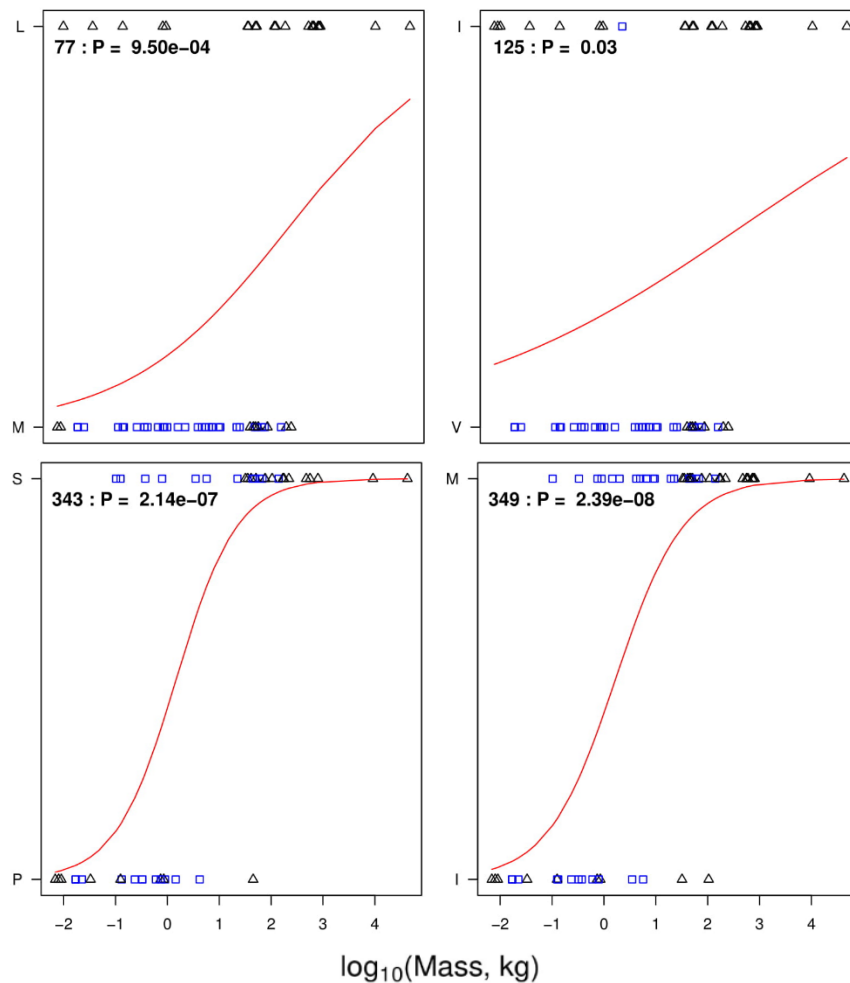 L
77 : P = 9.50e−04
M
I
125 : P = 0.03
V
S
343 : P = 2.14e−07
P
M
349 : P = 2.39e−08
I
−2 −1 0 1 2 3 4
−2 −1 0 1 2 3 4
log10(Mass, kg)